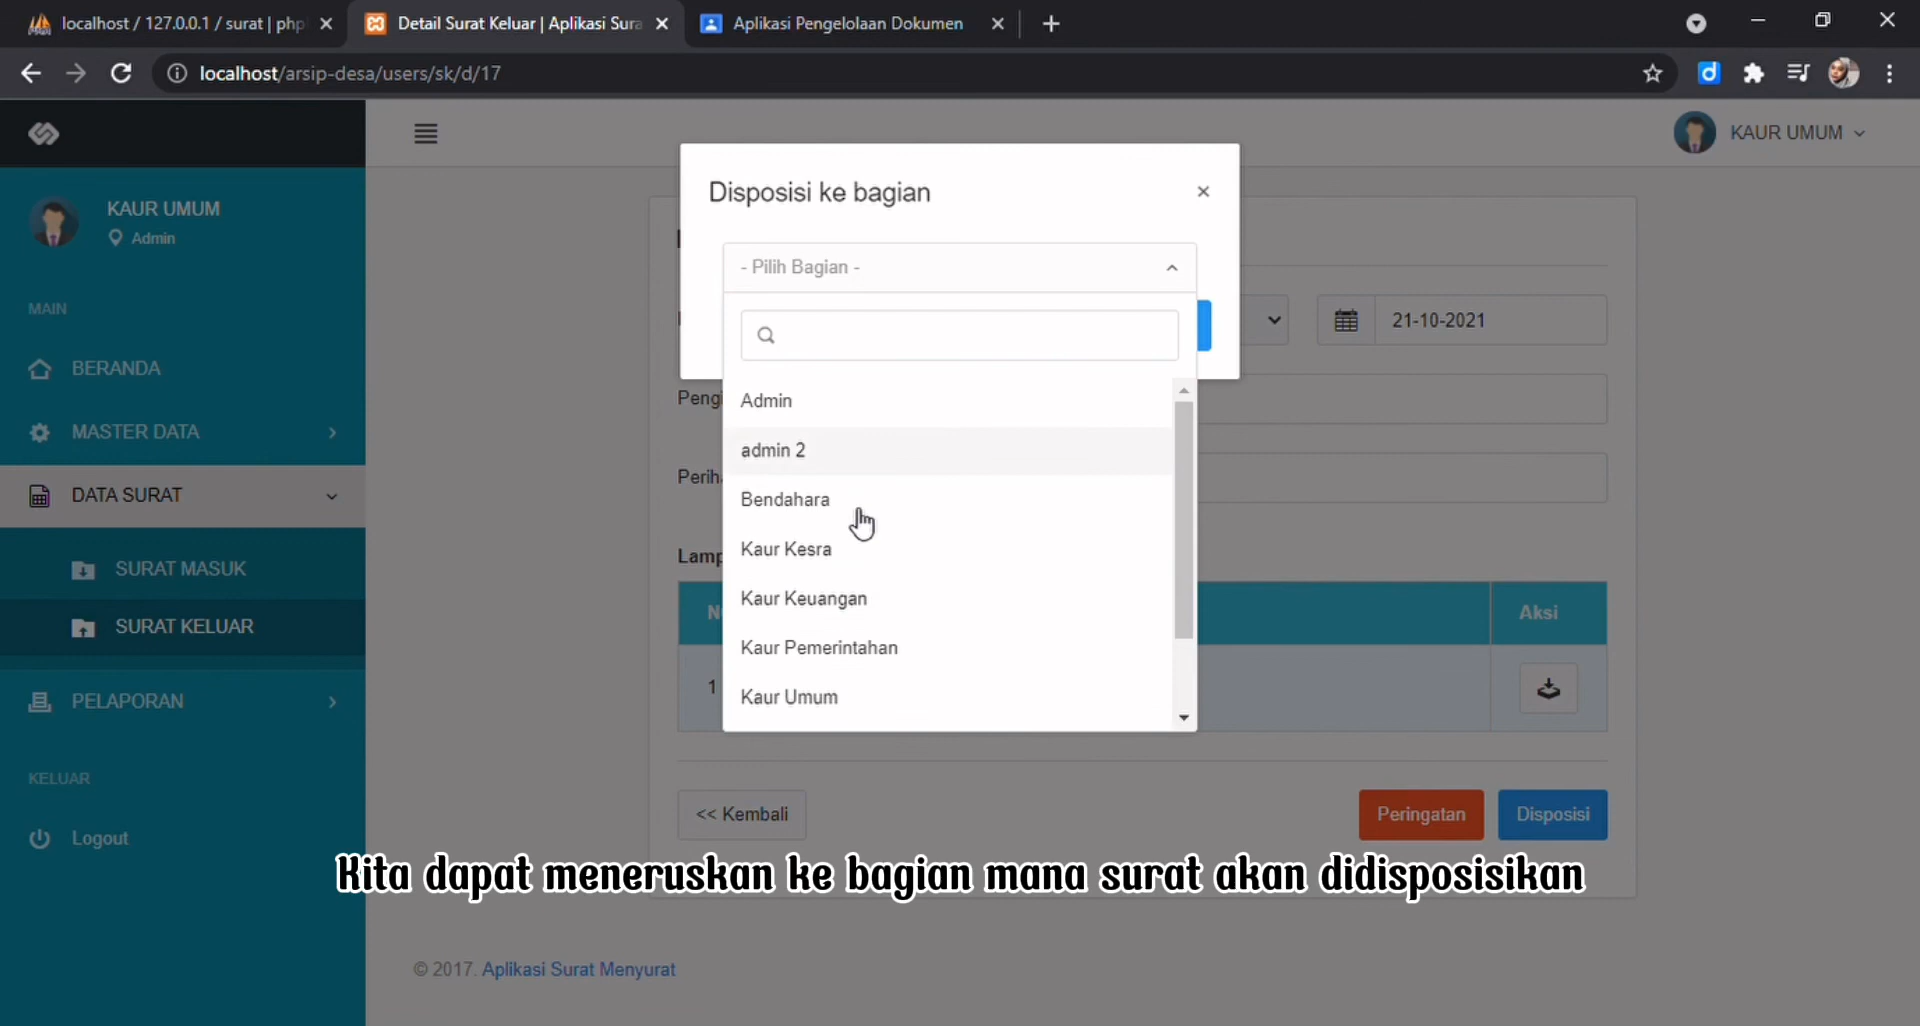 localhost / 127.0.0.1 / surat | php
Detail Surat Keluar | Aplikasi Sura
Aplikasi Pengelolaan Dokumen
localhost/arsip-desa/users/sk/d/17
KAUR UMUM
KAUR UMUM
Admin
MAIN
BERANDA
MASTER DATA
DATA SURAT
SURAT MASUK
SURAT KELUAR
PELAPORAN
KELUAR
Logout
Disposisi ke bagian
- Pilih Bagian -
Admin
admin 2
Bendahara
Kaur Kesra
Kaur Keuangan
Kaur Pemerintahan
Kaur Umum
21-10-2021
Pengi
Periha
Lamp
Aksi
1
<< Kembali
Peringatan
Disposisi
Kita dapat meneruskan ke bagian mana surat akan didisposisikan
© 2017. Aplikasi Surat Menyurat